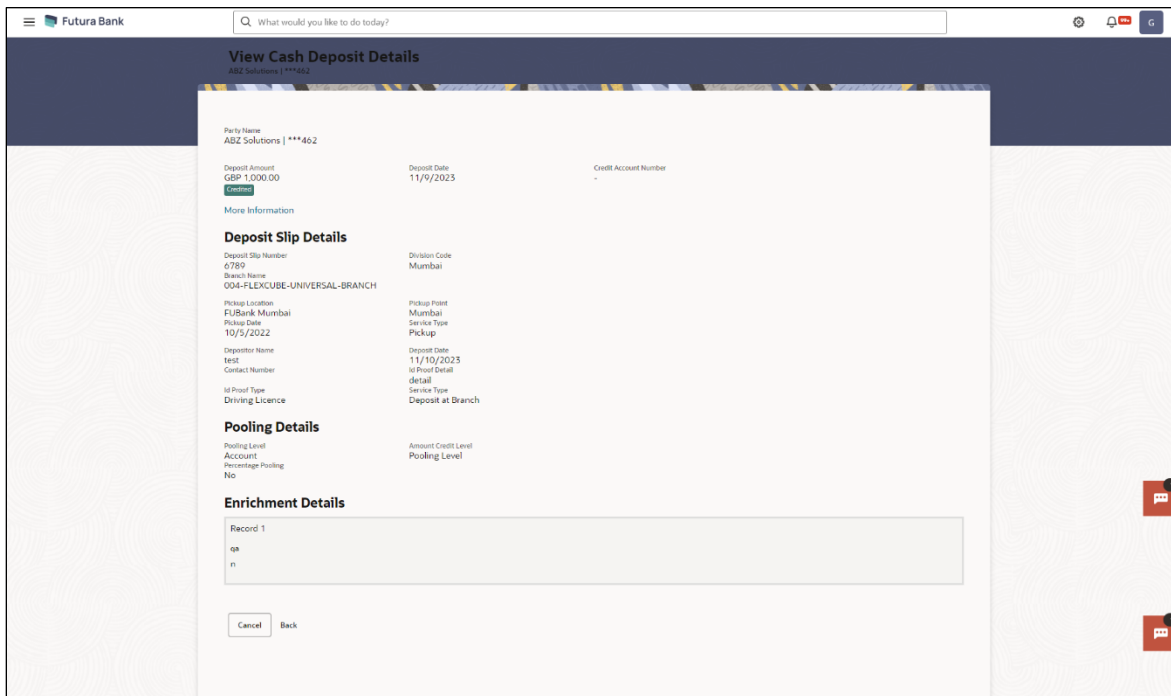 Futura Bank
What would you like to do today?
G
View Cash Deposit Details
ABZ Solutions | ***462
Party Name
ABZ Solutions | ***462
Deposit Amount Deposit Date Credit Account Number
GBP 1,000.00 11/9/2023 -
Credited
More Information
Deposit Slip Details
Deposit Slip Number Division Code
6789 Mumbai
Branch Name
004-FLEXCUBE-UNIVERSAL-BRANCH
Pickup Location Pickup Point
FUBank Mumbai Mumbai
Pickup Date Service Type
10/5/2022 Pickup
Depositor Name Deposit Date
test 11/10/2023
Contact Number Id Proof Detail
detail
Id Proof Type Service Type
Driving Licence Deposit at Branch
Pooling Details
Pooling Level Amount Credit Level
Account Pooling Level
Percentage Pooling
No
Enrichment Details
Record 1
qa
n
Cancel Back